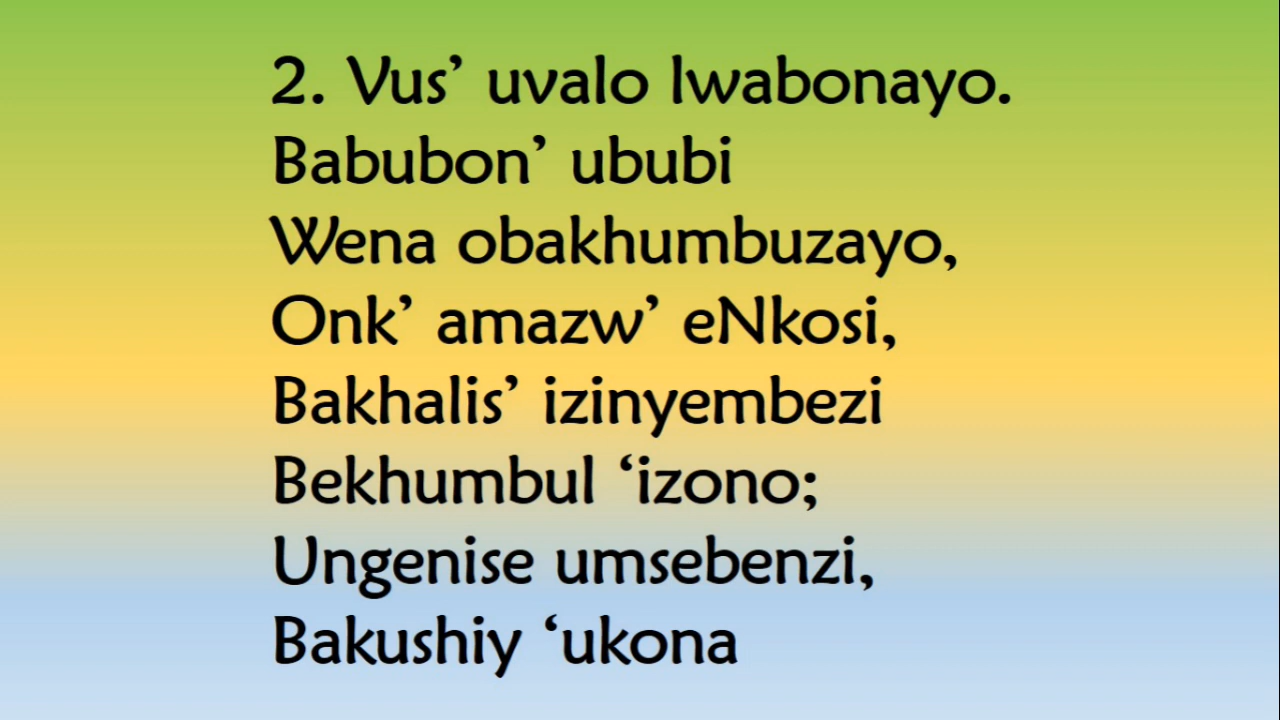 2. Vus’ uvalo lwabonayo.
Babubon’ ububi
Wena obakhumbuzayo,
Onk’ amazw’ eNkosi,
Bakhalis’ izinyembezi
Bekhumbul ‘izono;
Ungenise umsebenzi,
Bakushiy ‘ukona